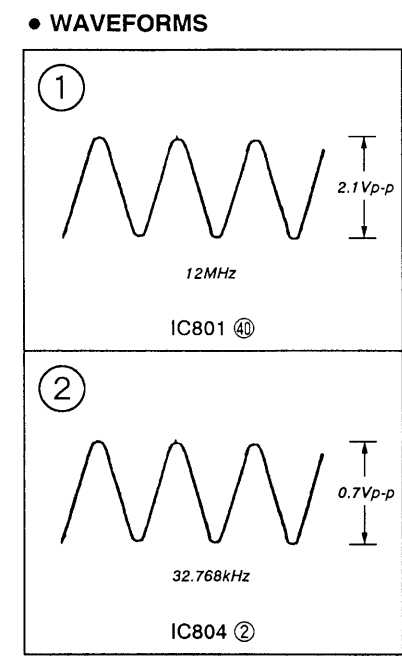 ● WAVEFORMS
①
2.1Vp-p
12MHz
IC801 ㊵
②
0.7Vp-p
32.768kHz
IC804 ②